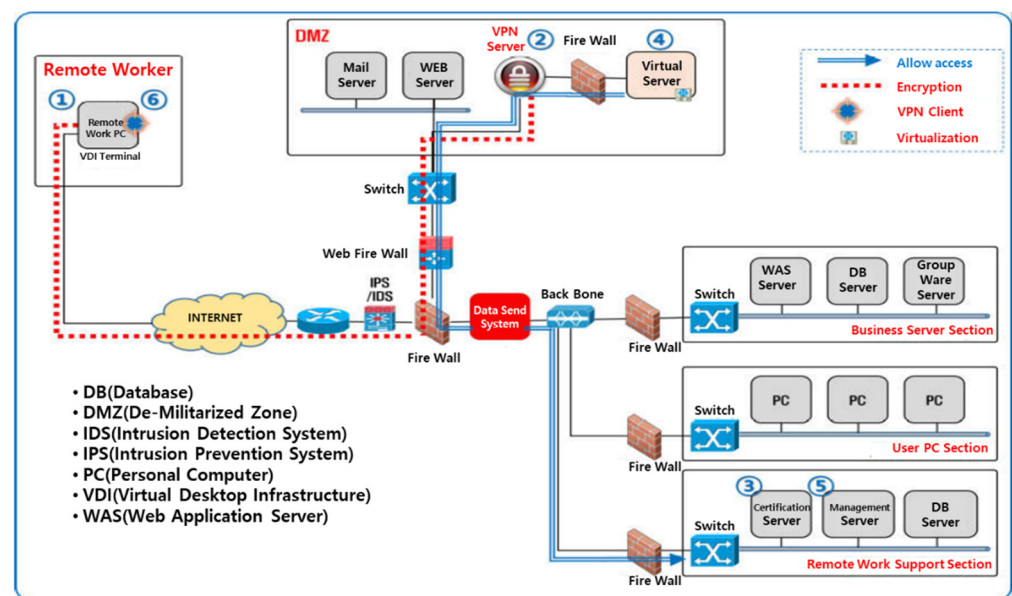 DMZ
VPN
Server
②
Fire Wall
④
Mail
Server
WEB
Server
Virtual
Server
Allow access
Encryption
VPN Client
Virtualization
Remote Worker
①
⑥
Remote
Work PC
VDI Terminal
Switch
Web Fire Wall
IPS
/IDS
INTERNET
Fire Wall
Data Send
System
Back Bone
Fire Wall
Switch
WAS
Server
DB
Server
Group
Ware
Server
Business Server Section
Fire Wall
Switch
PC
PC
PC
User PC Section
Fire Wall
Switch
③
Certification
Server
⑤
Management
Server
DB
Server
Remote Work Support Section
• DB(Database)
• DMZ(De-Militarized Zone)
• IDS(Intrusion Detection System)
• IPS(Intrusion Prevention System)
• PC(Personal Computer)
• VDI(Virtual Desktop Infrastructure)
• WAS(Web Application Server)